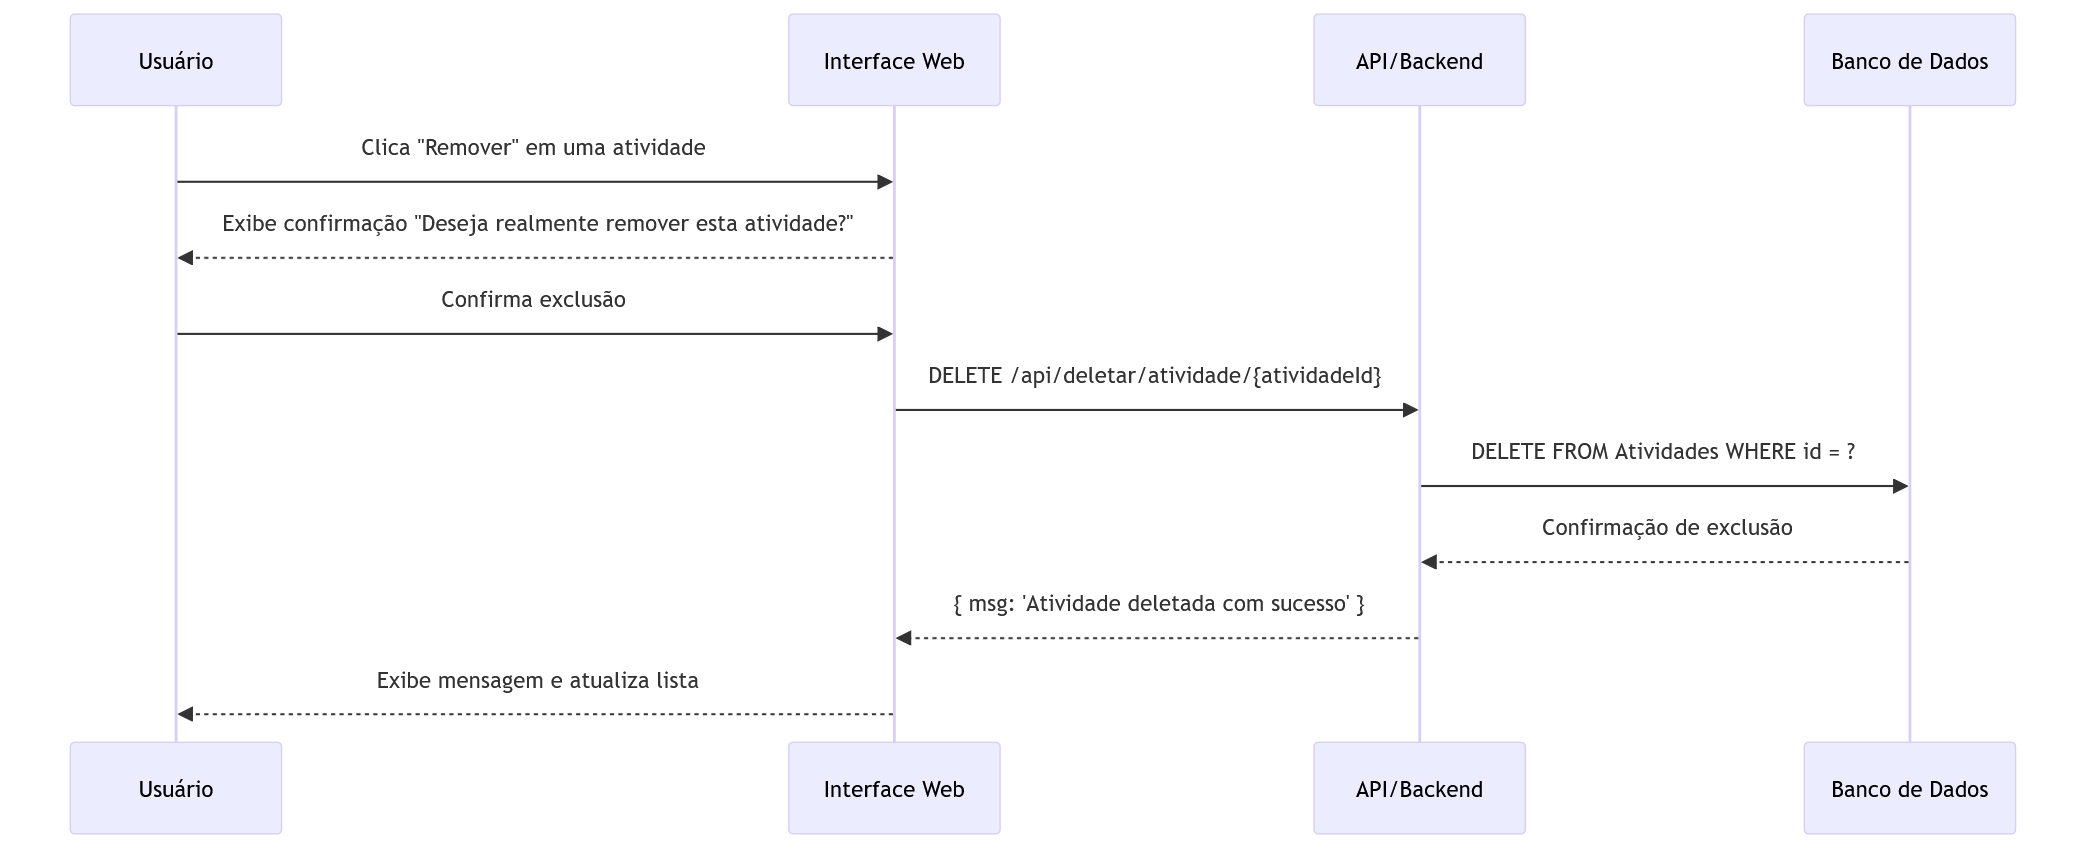 Usuário
Interface Web
API/Backend
Banco de Dados
Clica "Remover" em uma atividade
Exibe confirmação "Deseja realmente remover esta atividade?"
Confirma exclusão
DELETE /api/deletar/atividade/{atividadeId}
DELETE FROM Atividades WHERE id = ?
Confirmação de exclusão
{ msg: 'Atividade deletada com sucesso' }
Exibe mensagem e atualiza lista
Usuário
Interface Web
API/Backend
Banco de Dados